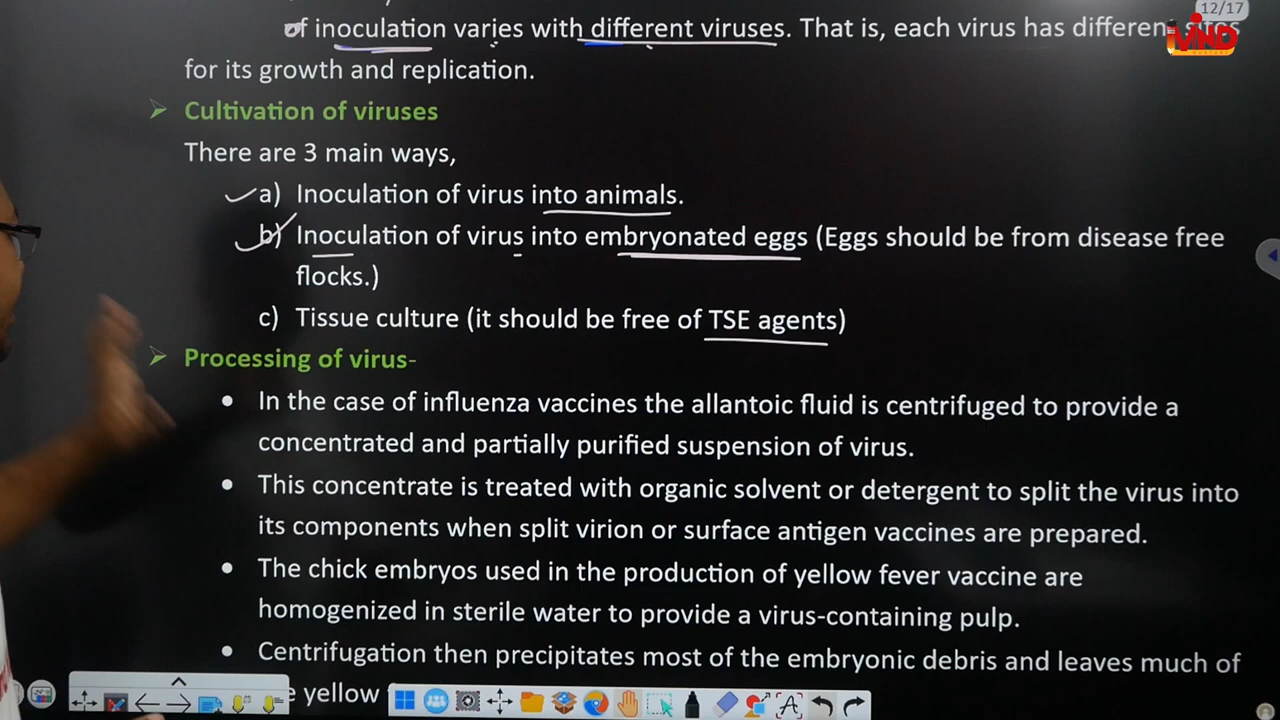 12/17
of inoculation varies with different viruses. That is, each virus has different sites
for its growth and replication.
MIND
➢ Cultivation of viruses
There are 3 main ways,
a) Inoculation of virus into animals.
b) Inoculation of virus into embryonated eggs (Eggs should be from disease free
flocks.)
c) Tissue culture (it should be free of TSE agents)
➢ Processing of virus-
• In the case of influenza vaccines the allantoic fluid is centrifuged to provide a
concentrated and partially purified suspension of virus.
• This concentrate is treated with organic solvent or detergent to split the virus into
its components when split virion or surface antigen vaccines are prepared.
• The chick embryos used in the production of yellow fever vaccine are
homogenized in sterile water to provide a virus-containing pulp.
• Centrifugation then precipitates most of the embryonic debris and leaves much of
yellow